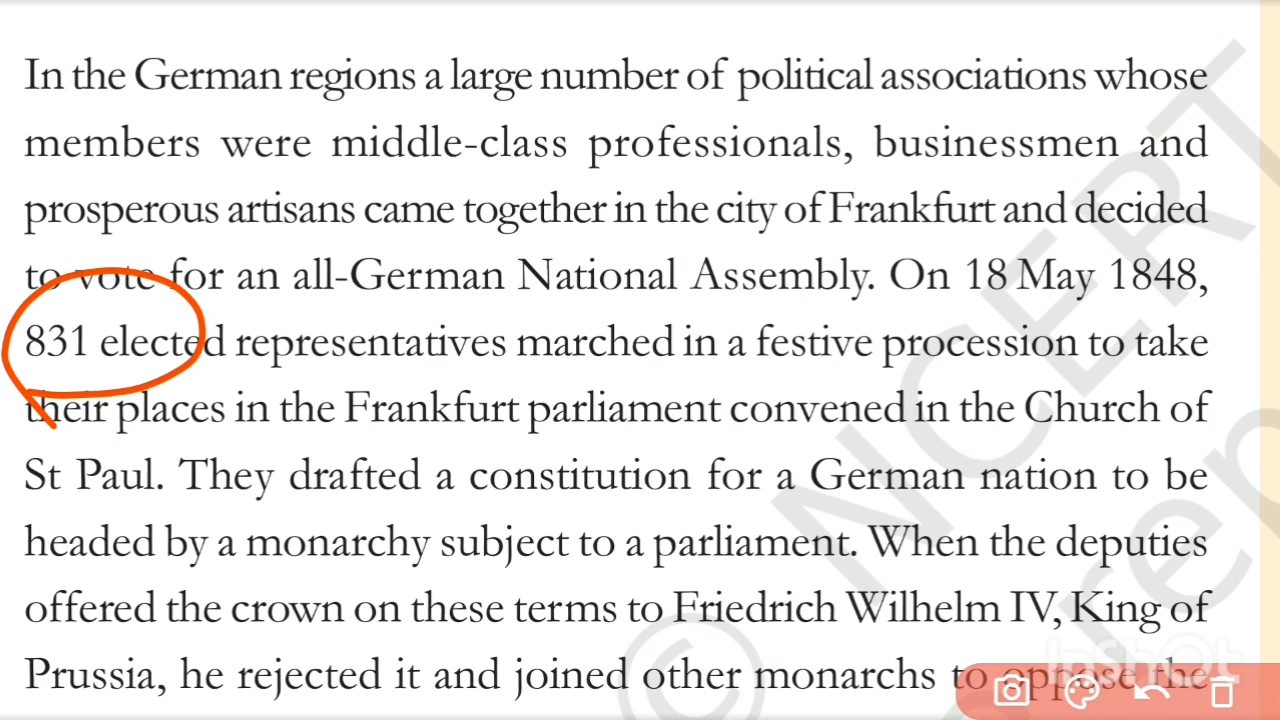 In the German regions a large number of political associations whose
members were middle-class professionals, businessmen and
prosperous artisans came together in the city of Frankfurt and decided
to vote for an all-German National Assembly. On 18 May 1848,
831 elected representatives marched in a festive procession to take
their places in the Frankfurt parliament convened in the Church of
St Paul. They drafted a constitution for a German nation to be
headed by a monarchy subject to a parliament. When the deputies
offered the crown on these terms to Friedrich Wilhelm IV, King of
Prussia, he rejected it and joined other monarchs to oppose the
© NCERT
repu
InShOt